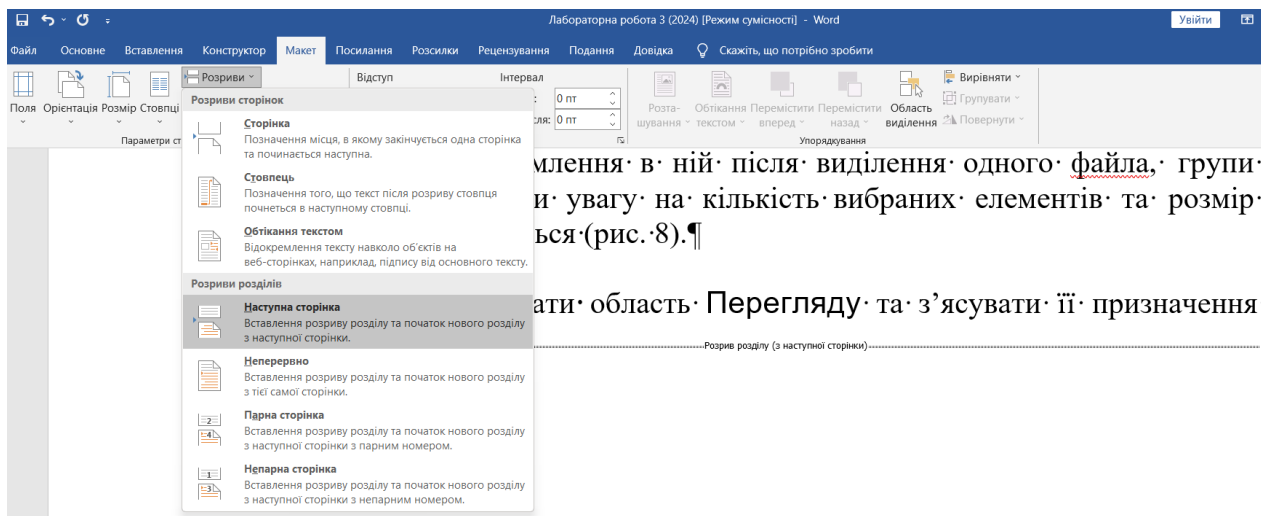 Лабораторна робота 3 (2024) [Режим сумісності] - Word
Увійти
Файл Основне Вставлення Конструктор Макет Посилання Розсилки Рецензування Подання Довідка Скажіть, що потрібно зробити
Поля
Орієнтація
Розмір
Стовпці
Розриви
Відступ
Інтервал
0 пт
0 пт
Параметри
Розта-
шування
Обтікання
текстом
Перемістити
вперед
Перемістити
назад
Область
виділення
Вирівняти
Групувати
Повернути
Упорядкування
Розриви сторінок
Сторінка
Позначення місця, в якому закінчується одна сторінка
та починається наступна.
Стовпець
Позначення того, що текст після розриву стовпця
почнеться в наступному стовпці.
Обтікання текстом
Відокремлення тексту навколо об’єктів на
веб-сторінках, наприклад, підпису від основного тексту.
Розриви розділів
Наступна сторінка
Вставлення розриву розділу та початок нового розділу
з наступної сторінки.
Неперервно
Вставлення розриву розділу та початок нового розділу
з тієї самої сторінки.
Парна сторінка
Вставлення розриву розділу та початок нового розділу
з наступної сторінки з парним номером.
Непарна сторінка
Вставлення розриву розділу та початок нового розділу
з наступної сторінки з непарним номером.
млення· в· ній· після· виділення· одного· файла,· групи·
и· увагу· на· кількість· вибраних· елементів· та· розмір·
ься·(рис.·8).¶
ати· область· Перегляду· та· з’ясувати· її· призначення
Розрив розділу (з наступної сторінки)